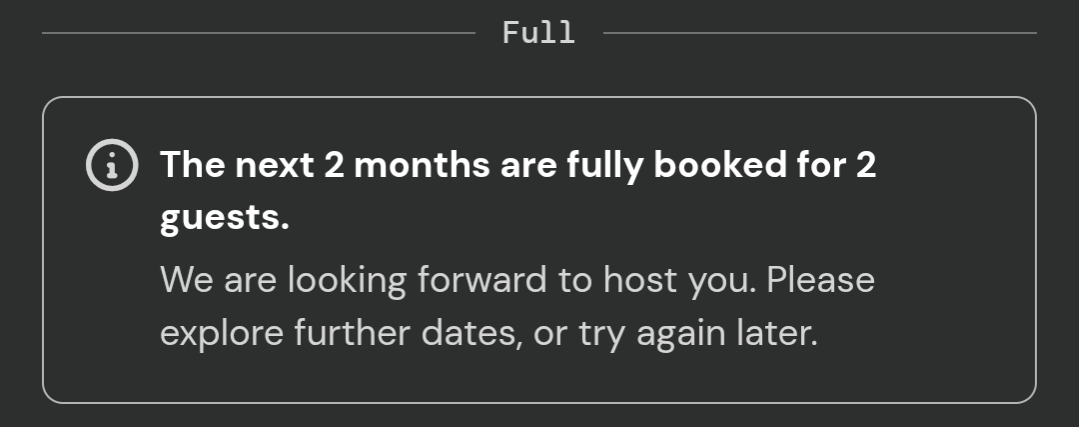 Full
The next 2 months are fully booked for 2
guests.
We are looking forward to host you. Please
explore further dates, or try again later.